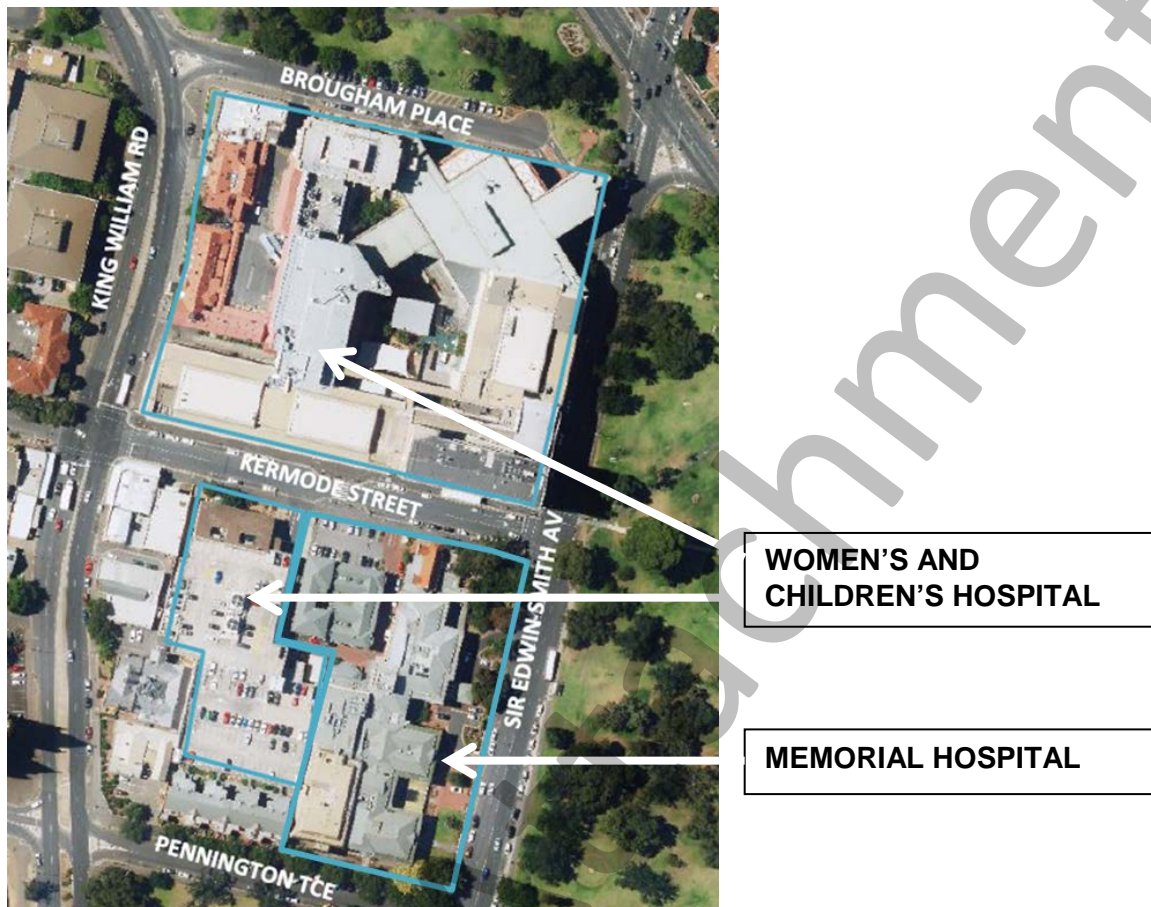 BROUGHAM PLACE
KING WILLIAM RD
KERMODE STREET
SIR EDWIN SMITH AV
PENNINGTON TCE
WOMEN'S AND
CHILDREN'S HOSPITAL
MEMORIAL HOSPITAL